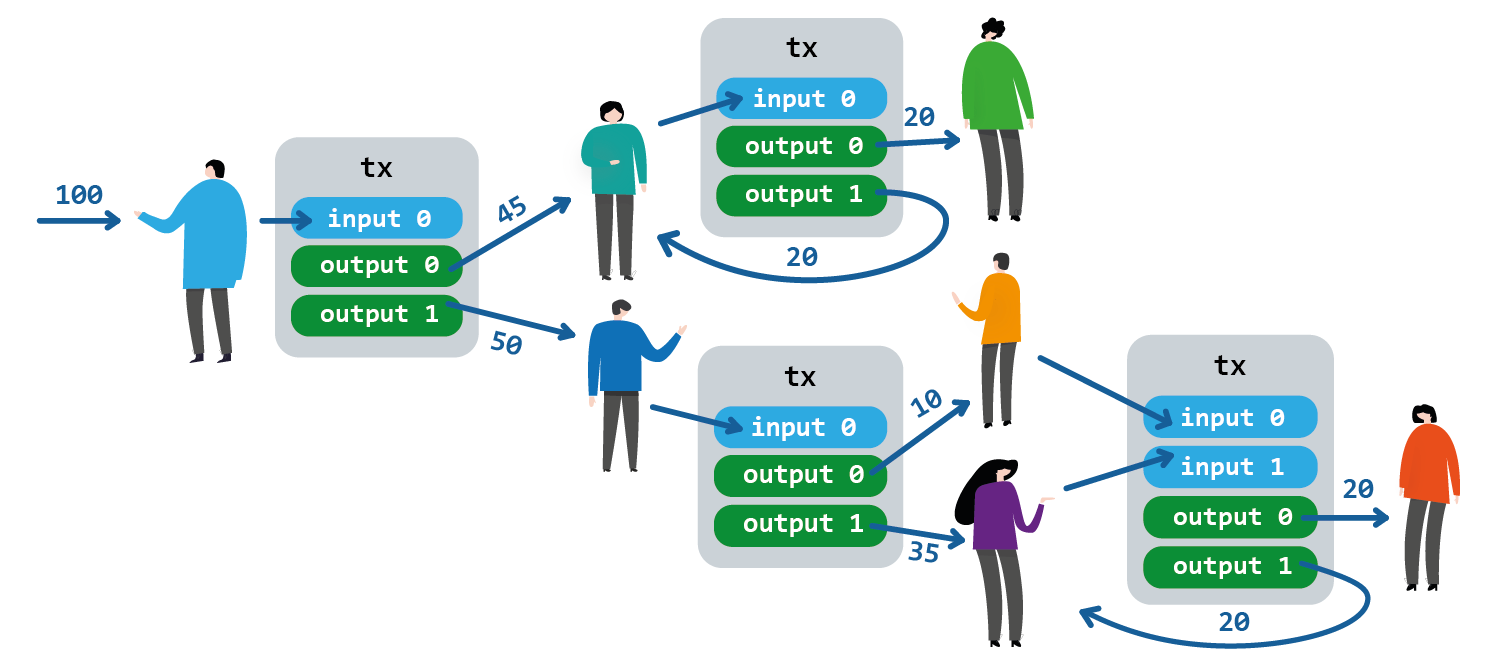 100
tx
input 0
output 0
output 1
45
50
tx
input 0
output 0
output 1
20
20
tx
input 0
output 0
output 1
10
35
tx
input 0
input 1
output 0
output 1
20
20